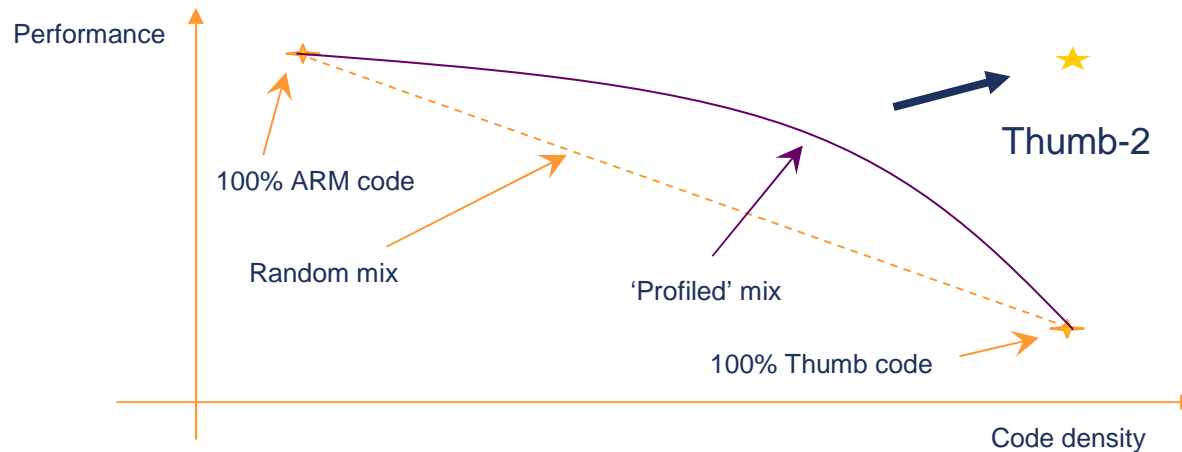 Performance
Thumb-2
100% ARM code
Random mix
‘Profiled’ mix
100% Thumb code
Code density